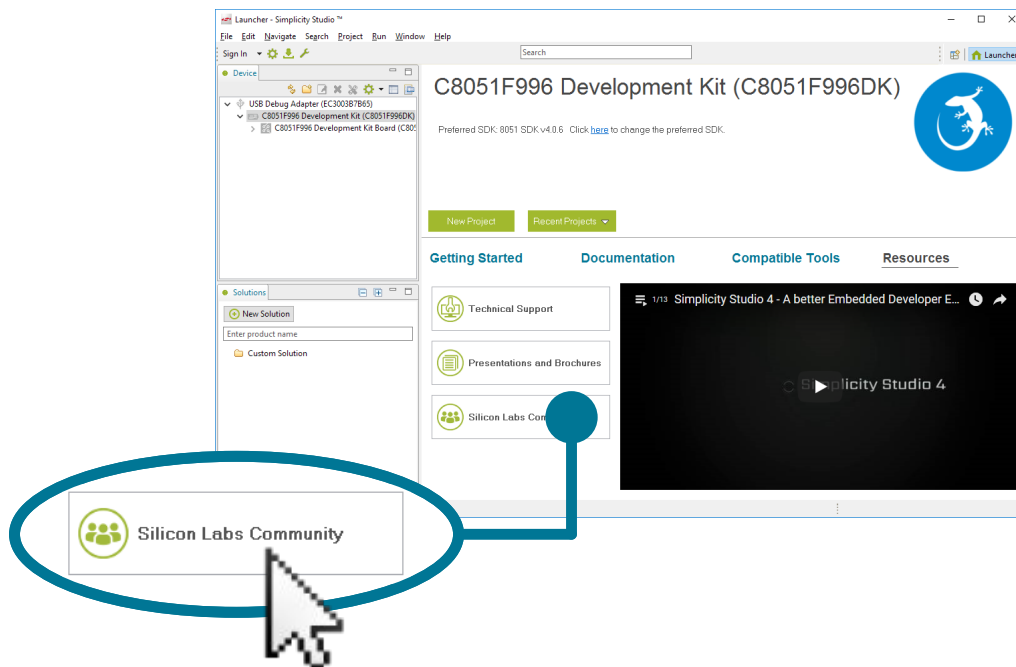 Launcher - Simplicity Studio ™
File Edit Navigate Search Project Run Window Help
Sign In
Search
Launcher
Device
USB Debug Adapter (EC3003B7B65)
C8051F996 Development Kit (C8051F996DK)
C8051F996 Development Kit Board (C805
C8051F996 Development Kit (C8051F996DK)
Preferred SDK: 8051 SDK v4.0.6 Click here to change the preferred SDK.
New Project
Recent Projects
Getting Started
Documentation
Compatible Tools
Resources
Solutions
New Solution
Enter product name
Custom Solution
Technical Support
Presentations and Brochures
Silicon Labs Com
1/13 Simplicity Studio 4 - A better Embedded Developer E...
Simplicity Studio 4
Silicon Labs Community